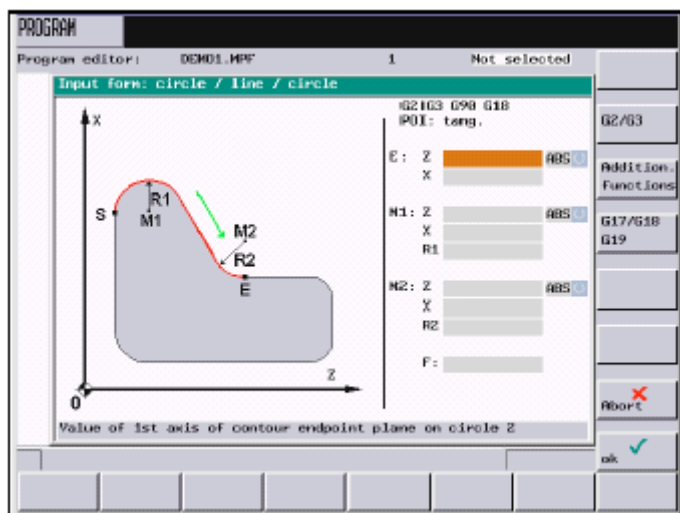 PROGRAM
Program editor: DEMO1.MPF 1 Not selected
Input form: circle / line / circle
G2/G3
Addition.
Functions
G17/G18
G19
Abort
ok
X
S
R1
M1
M2
R2
E
Z
0
G2|G3 G90 G18
POI: tang.
E: Z ABS
X
M1: Z ABS
X
R1
M2: Z ABS
X
R2
F:
Value of 1st axis of contour endpoint plane on circle 2